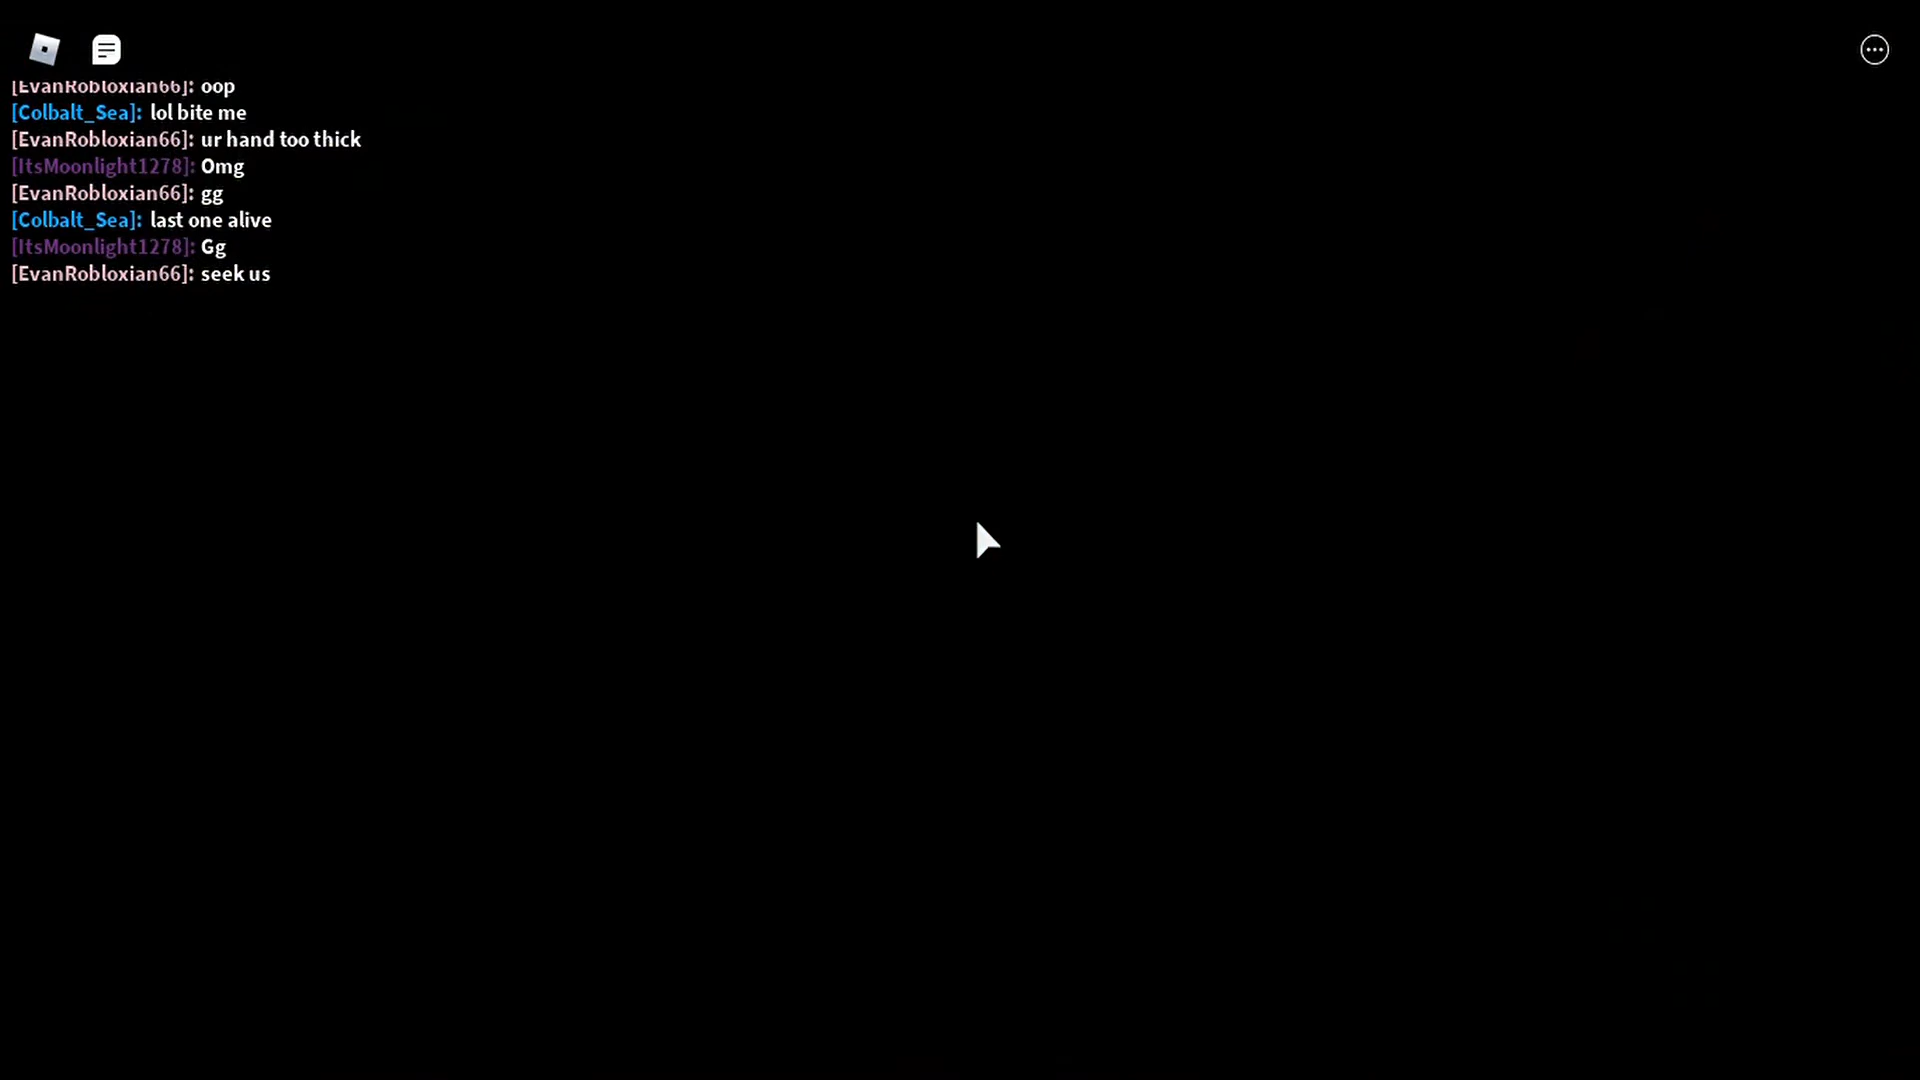 [EvanRobloxian66]: oop
[Colbalt_Sea]: lol bite me
[EvanRobloxian66]: ur hand too thick
[ItsMoonlight1278]: Omg
[EvanRobloxian66]: gg
[Colbalt_Sea]: last one alive
[ItsMoonlight1278]: Gg
[EvanRobloxian66]: seek us